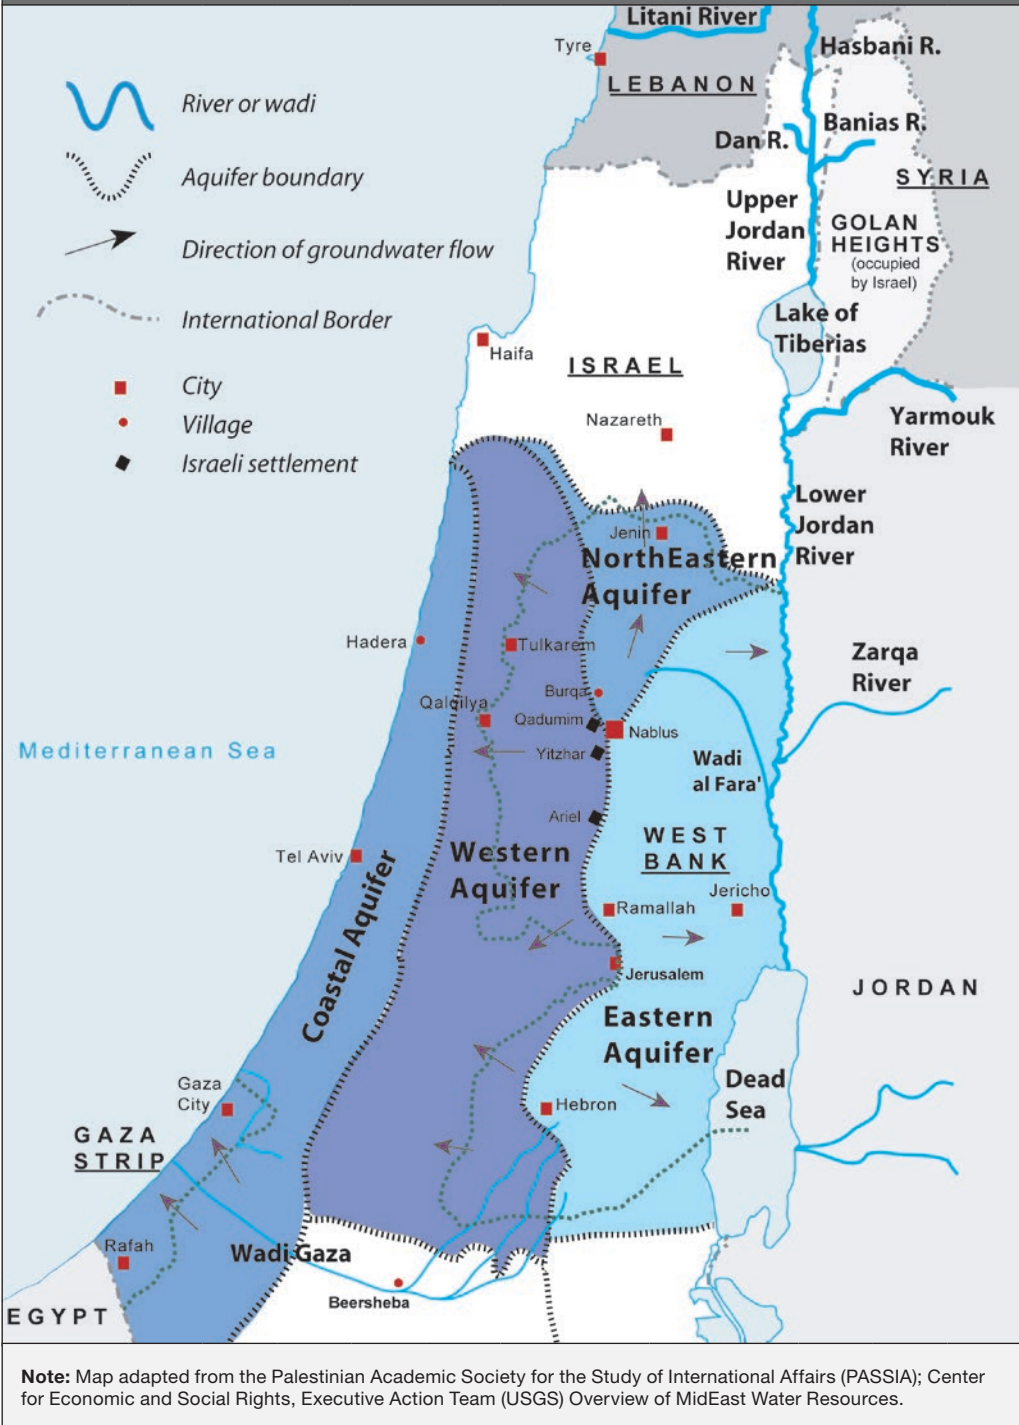 Litani River
Tyre
Hasbani R.
LEBANON
River or wadi
Banias R.
Dan R.
Aquifer boundary
SYRIA
Upper
Jordan
River
GOLAN
HEIGHTS
(occupied
by Israel)
Direction of groundwater flow
International Border
Lake of
Tiberias
Haifa
ISRAEL
City
Village
Israeli settlement
Nazareth
Yarmouk
River
Lower
Jordan
River
Jenin
NorthEastern
Aquifer
Hadera
Tulkarem
Zarqa
River
Burqa
Qalqilya
Qadumim
Nablus
Mediterranean Sea
Yitzhar
Wadi
al Fara'
Ariel
WEST
BANK
Tel Aviv
Western
Aquifer
Jericho
Ramallah
Coastal Aquifer
Jerusalem
JORDAN
Eastern
Aquifer
Dead
Sea
Gaza
City
Hebron
GAZA
STRIP
Rafah
Wadi Gaza
Beersheba
EGYPT
Note: Map adapted from the Palestinian Academic Society for the Study of International Affairs (PASSIA); Center
for Economic and Social Rights, Executive Action Team (USGS) Overview of MidEast Water Resources.